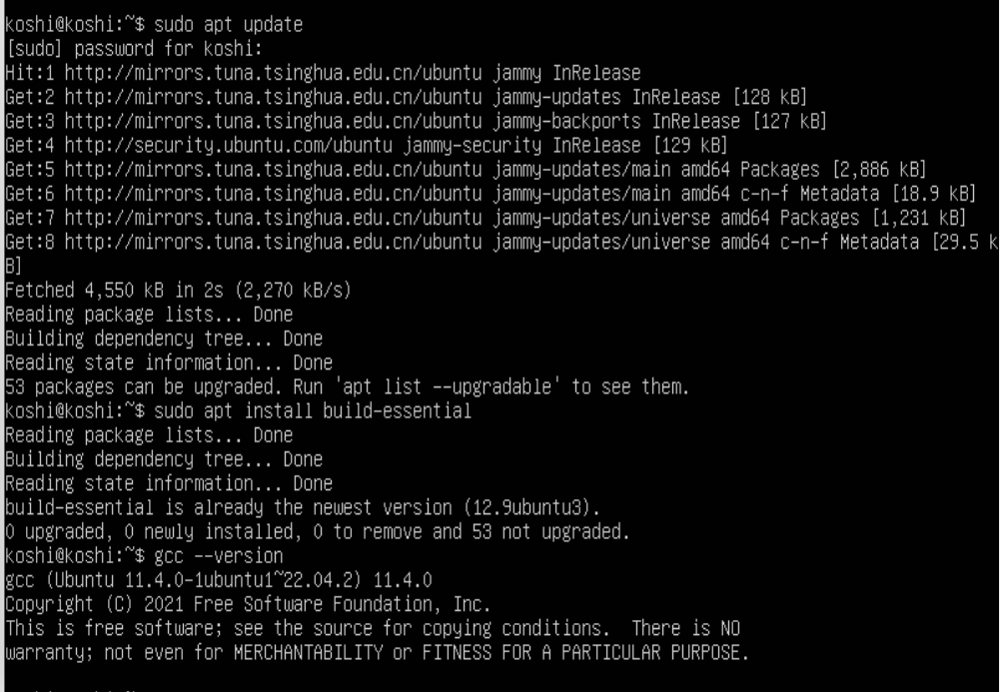 koshi@koshi:~$ sudo apt update
[sudo] password for koshi:
Hit:1 http://mirrors.tuna.tsinghua.edu.cn/ubuntu jammy InRelease
Get:2 http://mirrors.tuna.tsinghua.edu.cn/ubuntu jammy-updates InRelease [128 kB]
Get:3 http://mirrors.tuna.tsinghua.edu.cn/ubuntu jammy-backports InRelease [127 kB]
Get:4 http://security.ubuntu.com/ubuntu jammy-security InRelease [129 kB]
Get:5 http://mirrors.tuna.tsinghua.edu.cn/ubuntu jammy-updates/main amd64 Packages [2,886 kB]
Get:6 http://mirrors.tuna.tsinghua.edu.cn/ubuntu jammy-updates/main amd64 c-n-f Metadata [18.9 kB]
Get:7 http://mirrors.tuna.tsinghua.edu.cn/ubuntu jammy-updates/universe amd64 Packages [1,231 kB]
Get:8 http://mirrors.tuna.tsinghua.edu.cn/ubuntu jammy-updates/universe amd64 c-n-f Metadata [29.5 k
B]
Fetched 4,550 kB in 2s (2,270 kB/s)
Reading package lists... Done
Building dependency tree... Done
Reading state information... Done
53 packages can be upgraded. Run 'apt list --upgradable' to see them.
koshi@koshi:~$ sudo apt install build-essential
Reading package lists... Done
Building dependency tree... Done
Reading state information... Done
build-essential is already the newest version (12.9ubuntu3).
0 upgraded, 0 newly installed, 0 to remove and 53 not upgraded.
koshi@koshi:~$ gcc --version
gcc (Ubuntu 11.4.0-1ubuntu1~22.04.2) 11.4.0
Copyright (C) 2021 Free Software Foundation, Inc.
This is free software; see the source for copying conditions.  There is NO
warranty; not even for MERCHANTABILITY or FITNESS FOR A PARTICULAR PURPOSE.